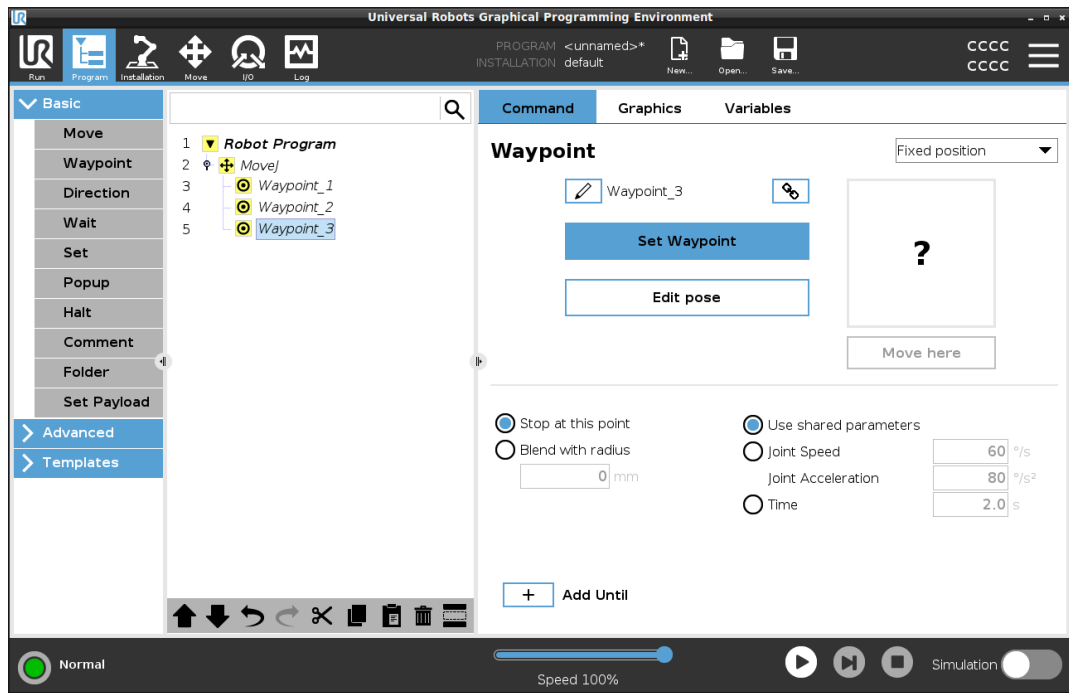 Universal Robots Graphical Programming Environment
PROGRAM <unnamed>*
INSTALLATION default
Run Program Installation Move I/O Log New... Open... Save...
CCCC
CCCC
Basic
Move
Waypoint
Direction
Wait
Set
Popup
Halt
Comment
Folder
Set Payload
Advanced
Templates
1 Robot Program
2 MoveJ
3 Waypoint_1
4 Waypoint_2
5 Waypoint_3
Command Graphics Variables
Waypoint
Fixed position
Waypoint_3
Set Waypoint
Edit pose
?
Move here
Stop at this point
Blend with radius
0 mm
Use shared parameters
Joint Speed 60 °/s
Joint Acceleration 80 °/s²
Time 2.0 s
+ Add Until
Normal
Speed 100%
Simulation